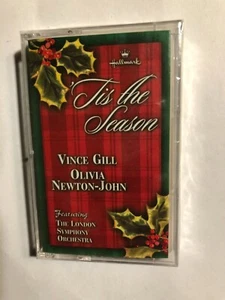 Hallmark
'Tis the
Season
VINCE GILL
OLIVIA
NEWTON-JOHN
Featuring
THE LONDON
SYMPHONY
ORCHESTRA